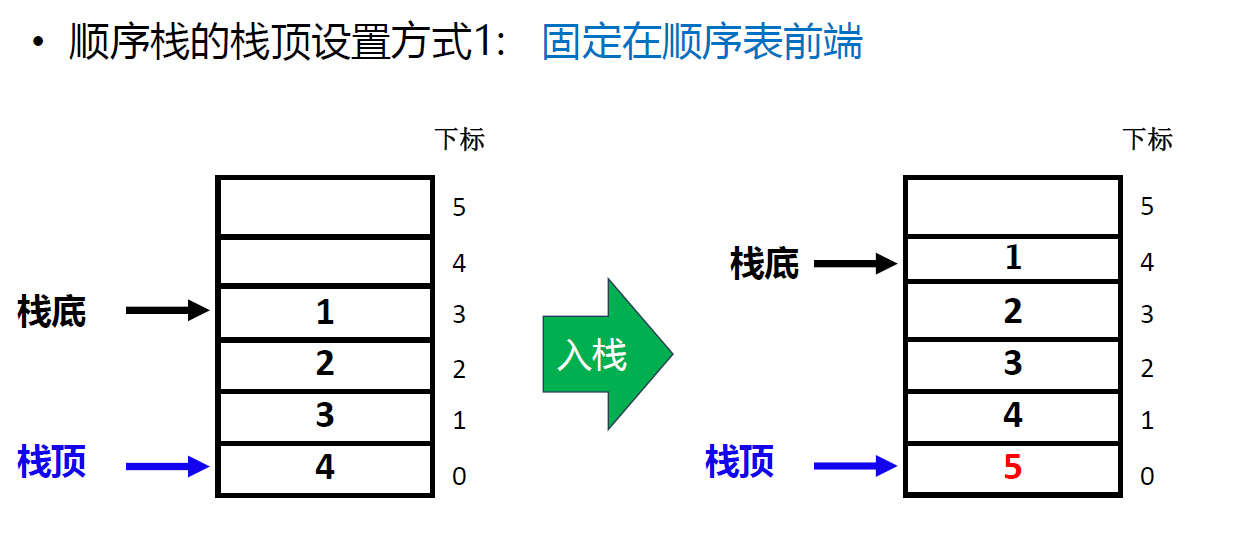 • 顺序栈的栈顶设置方式1： 固定在顺序表前端
下标
5
4
栈底 1 3
2 2
3 1
栈顶 4 0
入栈
下标
5
栈底 1 4
2 3
3 2
4 1
栈顶 5 0